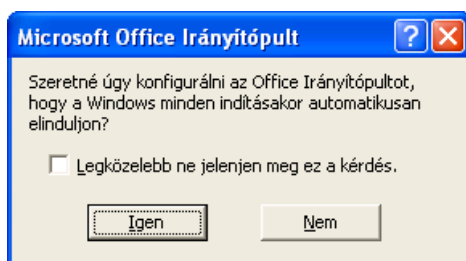 Microsoft Office Irányítópult
Szeretné úgy konfigurálni az Office Irányítópultot,
hogy a Windows minden indításakor automatikusan
elinduljon?
Legközelebb ne jelenjen meg ez a kérdés.
Igen
Nem